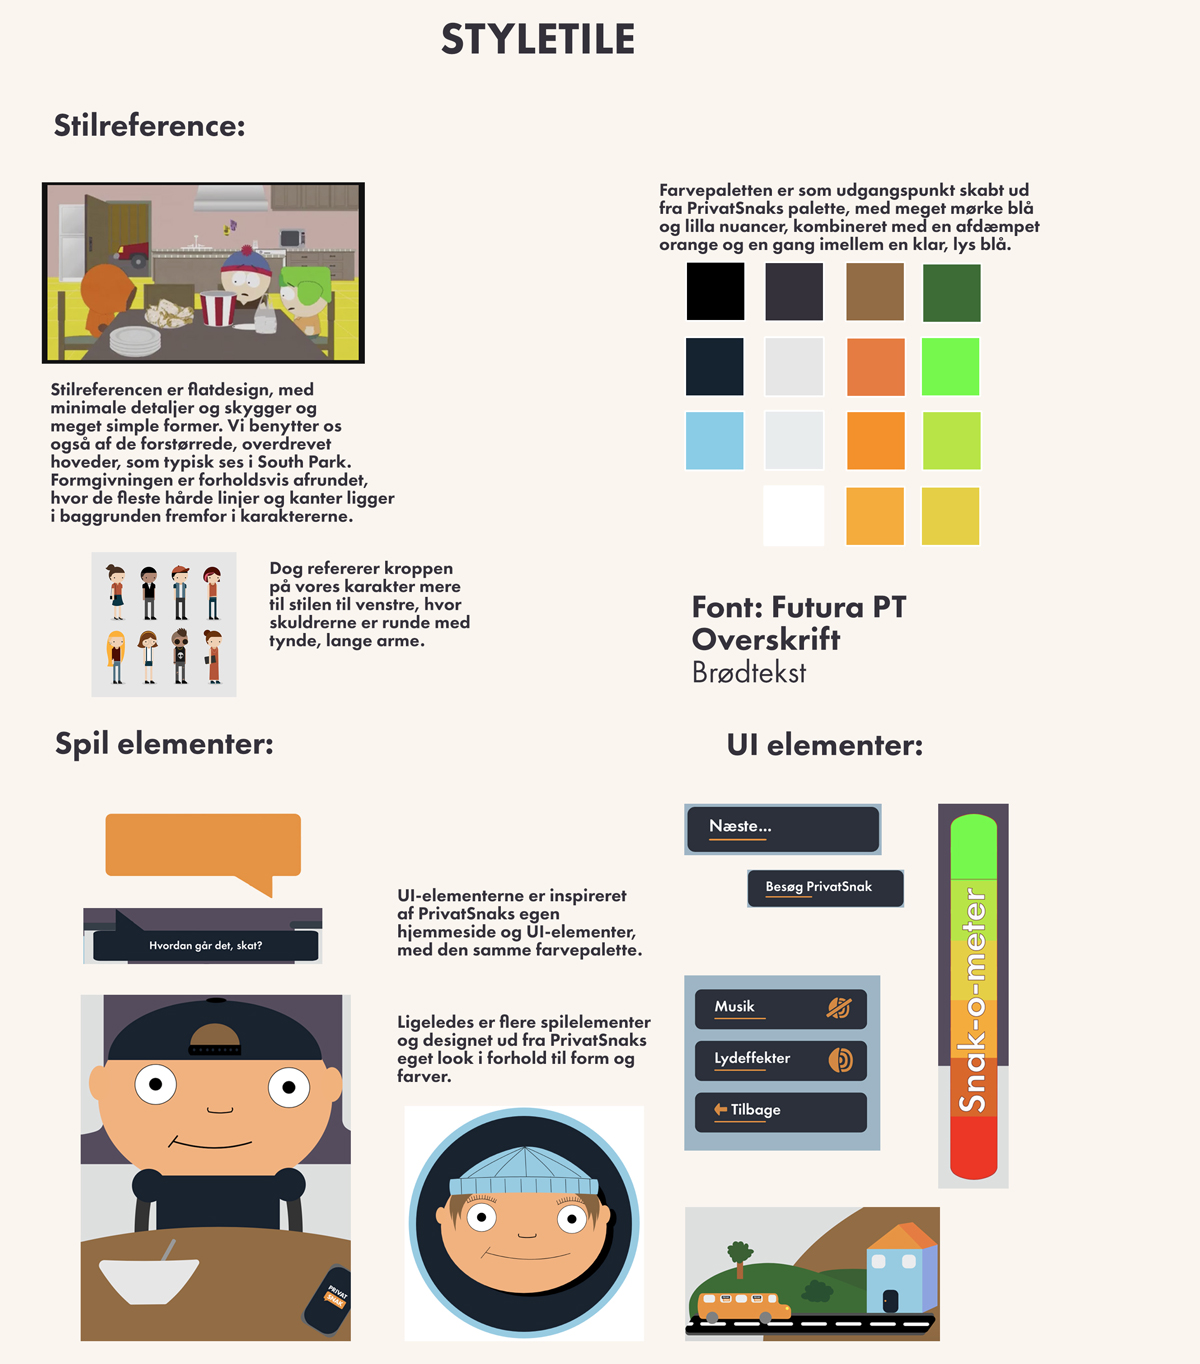 STYLETILE
Stilreference:
Stilreferencen er flatdesign, med
minimale detaljer og skygger og
meget simple former. Vi benytter os
også af de forstørrede, overdrevet
hoveder, som typisk ses i South Park.
Formgivningen er forholdsvis afrundet,
hvor de fleste hårde linjer og kanter ligger
i baggrunden fremfor i karaktererne.
Dog refererer kroppen
på vores karakter mere
til stilen til venstre, hvor
skuldrerne er runde med
tynde, lange arme.
Farvepaletten er som udgangspunkt skabt ud
fra PrivatSnaks palette, med meget mørke blå
og lilla nuancer, kombineret med en afdæmpet
orange og en gang imellem en klar, lys blå.
Font: Futura PT
Overskrift
Brødtekst
Spil elementer:
Hvordan går det, skat?
PRIVAT
SNAK
UI-elementerne er inspireret
af PrivatSnaks egen
hjemmeside og UI-elementer,
med den samme farvepalette.
Ligeledes er flere spilelementer
og designet ud fra PrivatSnaks
eget look i forhold til form og
farver.
UI elementer:
Næste...
Besøg PrivatSnak
Musik
Lydeffekter
Tilbage
Snak-o-meter